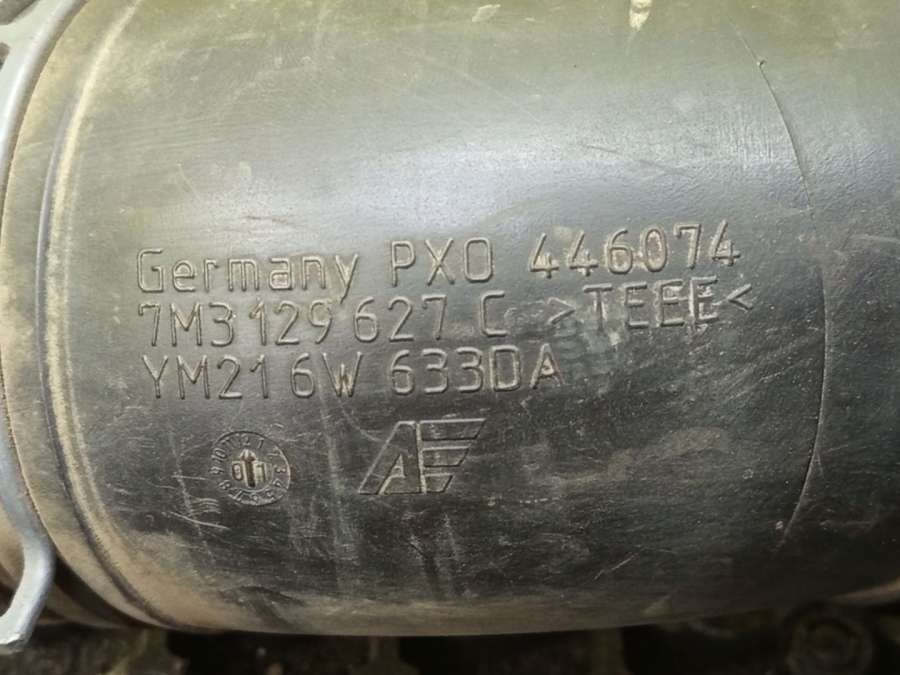 Germany PXO 446074
7M3 129 627 C >TEEE<
YM21 6W 633DA